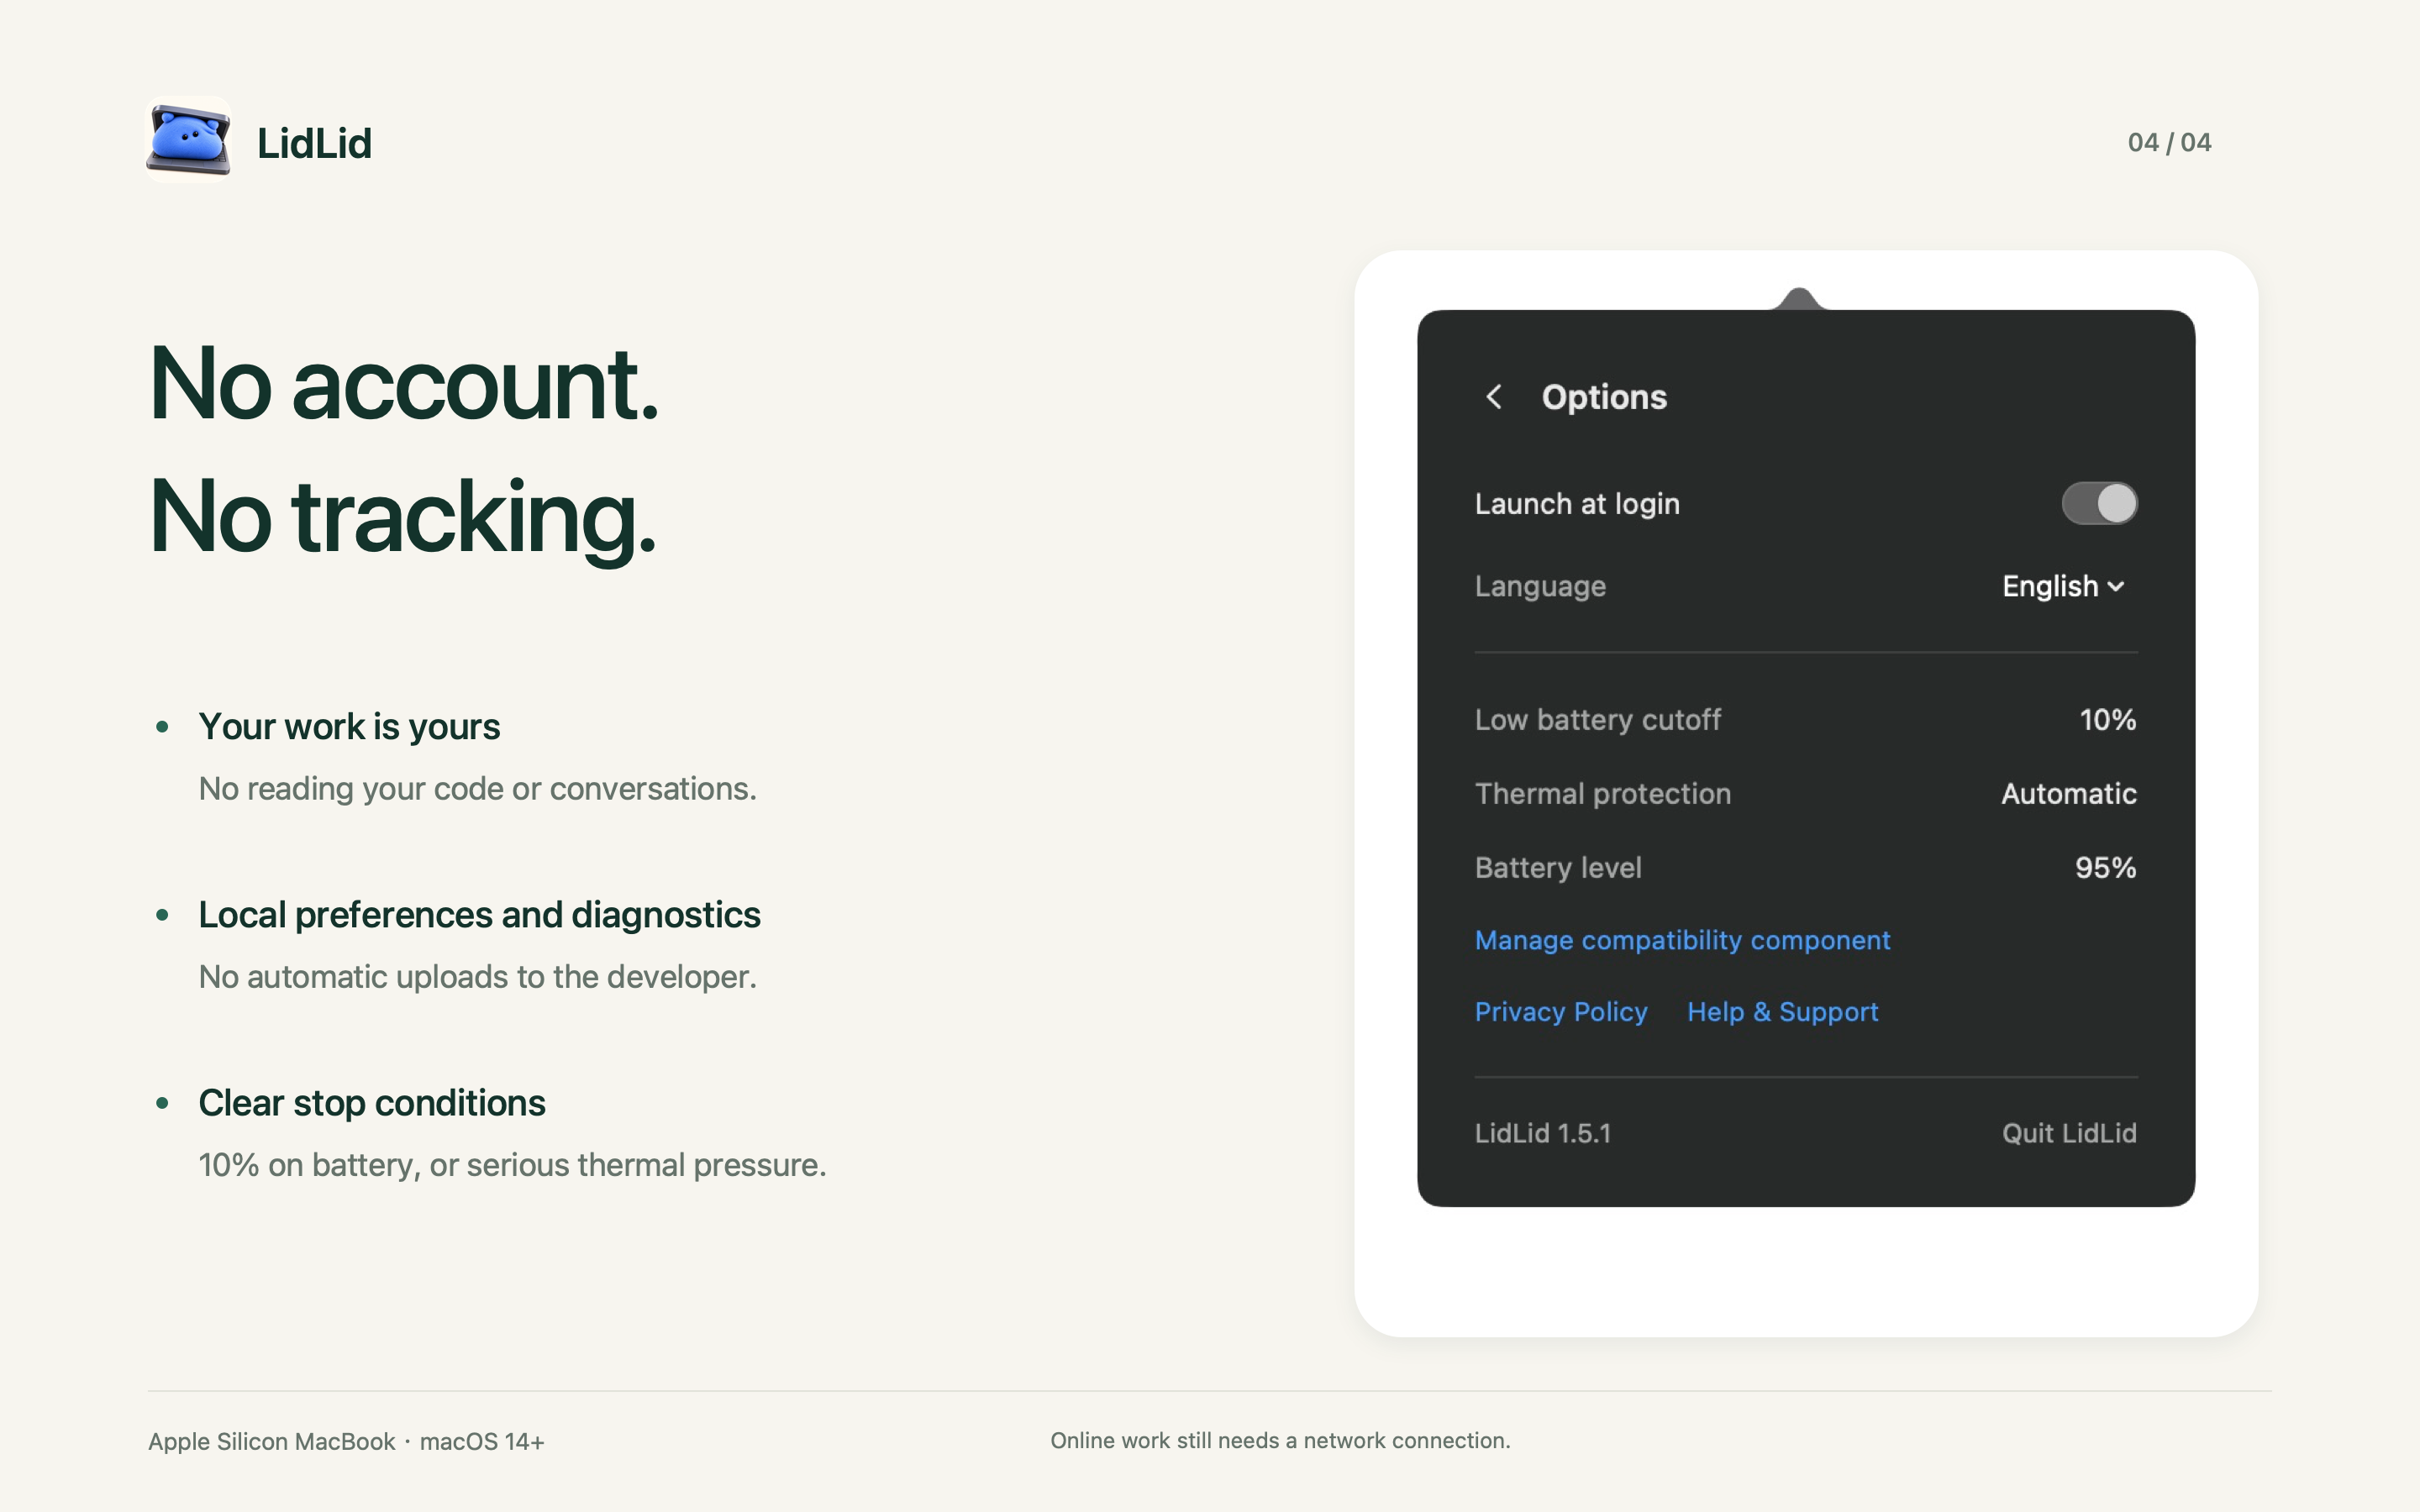 LidLid
04 / 04
No account.
No tracking.
Your work is yours
No reading your code or conversations.
Local preferences and diagnostics
No automatic uploads to the developer.
Clear stop conditions
10% on battery, or serious thermal pressure.
Options
Launch at login
Language English
Low battery cutoff 10%
Thermal protection Automatic
Battery level 95%
Manage compatibility component
Privacy Policy Help & Support
LidLid 1.5.1 Quit LidLid
Apple Silicon MacBook · macOS 14+
Online work still needs a network connection.